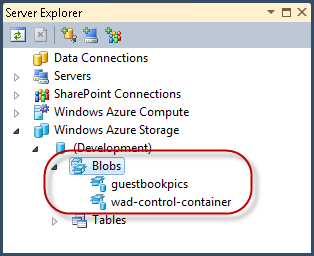 Server Explorer
Data Connections
Servers
SharePoint Connections
Windows Azure Compute
Windows Azure Storage
(Development)
Blobs
guestbookpics
wad-control-container
Tables